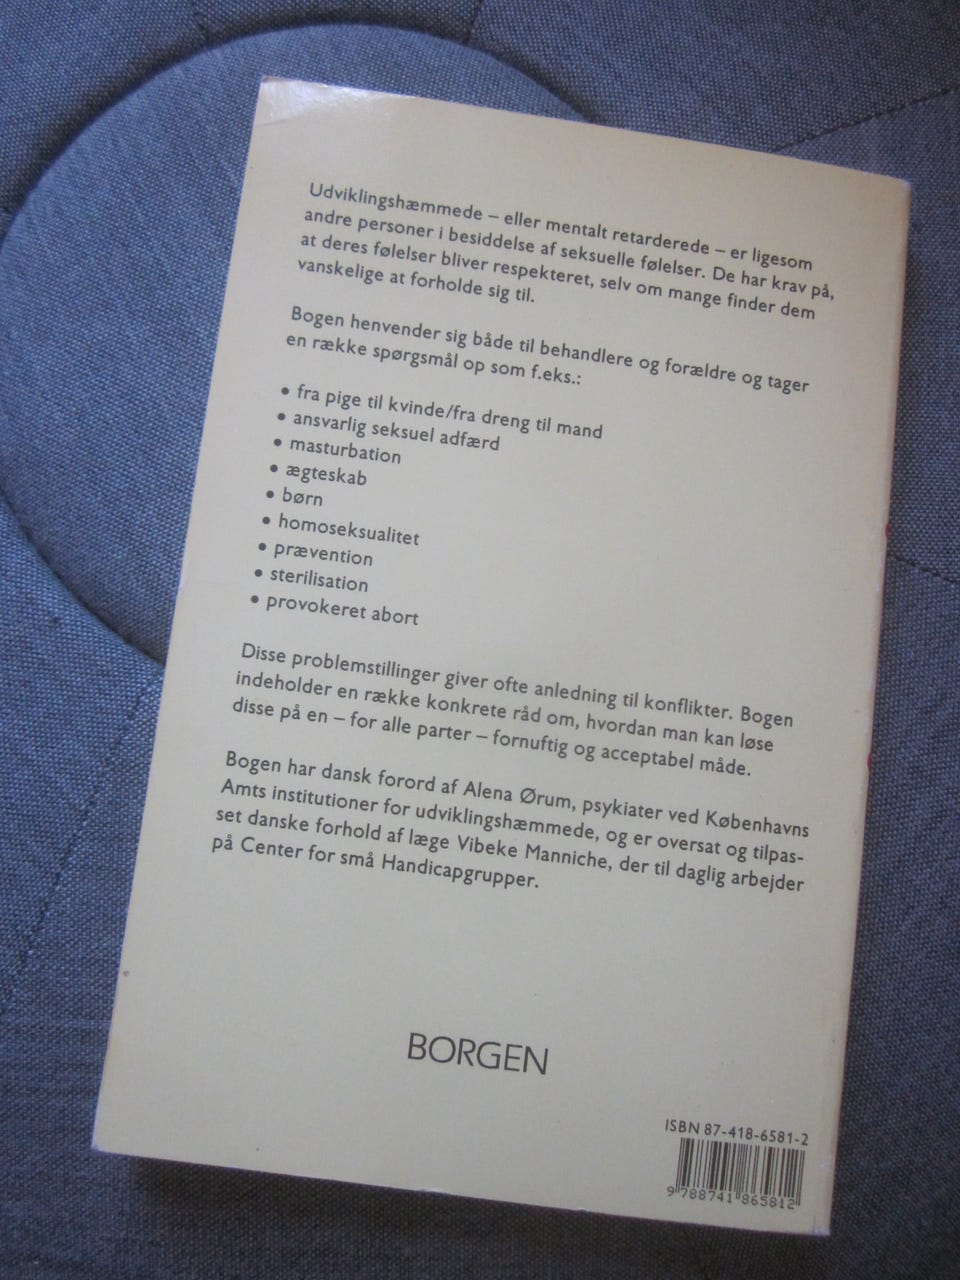 Udviklingshæmmede – eller mentalt retarderede – er ligesom
andre personer i besiddelse af seksuelle følelser. De har krav på,
at deres følelser bliver respekteret, selv om mange finder dem
vanskelige at forholde sig til.
Bogen henvender sig både til behandlere og forældre og tager
en række spørgsmål op som f.eks.:
• fra pige til kvinde/fra dreng til mand
• ansvarlig seksuel adfærd
• masturbation
• ægteskab
• børn
• homoseksualitet
• prævention
• sterilisation
• provokeret abort
Disse problemstillinger giver ofte anledning til konflikter. Bogen
indeholder en række konkrete råd om, hvordan man kan løse
disse på en – for alle parter – fornuftig og acceptabel måde.
Bogen har dansk forord af Alena Ørum, psykiater ved Københavns
Amts institutioner for udviklingshæmmede, og er oversat og tilpas-
set danske forhold af læge Vibeke Manniche, der til daglig arbejder
på Center for små Handicapgrupper.
BORGEN
ISBN 87-418-6581-2
9 788741 865812